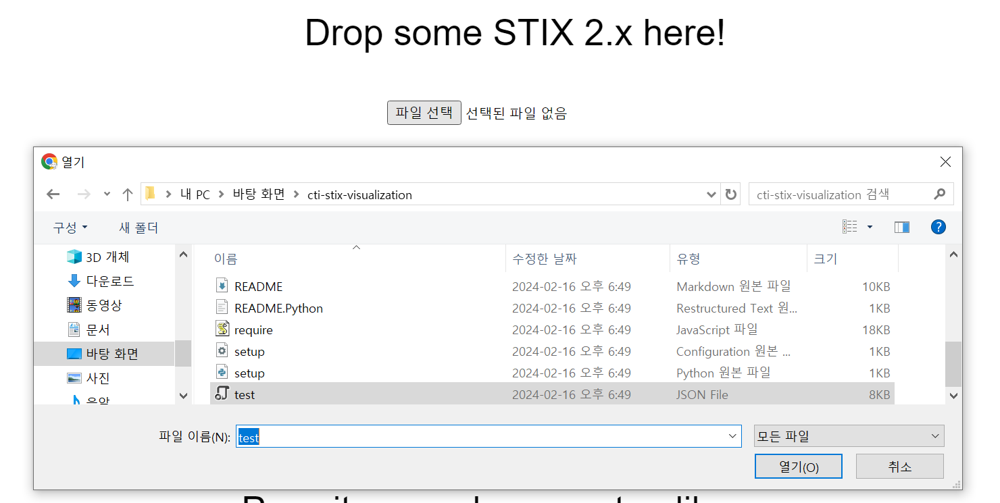 Drop some STIX 2.x here!
파일 선택 선택된 파일 없음
열기
내 PC 바탕 화면 cti-stix-visualization cti-stix-visualization 검색
구성 새 폴더
이름 수정한 날짜 유형 크기
3D 개체
다운로드
동영상
문서
바탕 화면
사진
음악
README 2024-02-16 오후 6:49 Markdown 원본 파일 10KB
README.Python 2024-02-16 오후 6:49 Restructured Text 원... 1KB
require 2024-02-16 오후 6:49 JavaScript 파일 18KB
setup 2024-02-16 오후 6:49 Configuration 원본 ... 1KB
setup 2024-02-16 오후 6:49 Python 원본 파일 1KB
test 2024-02-16 오후 6:49 JSON File 8KB
파일 이름(N): test 모든 파일
열기(O) 취소